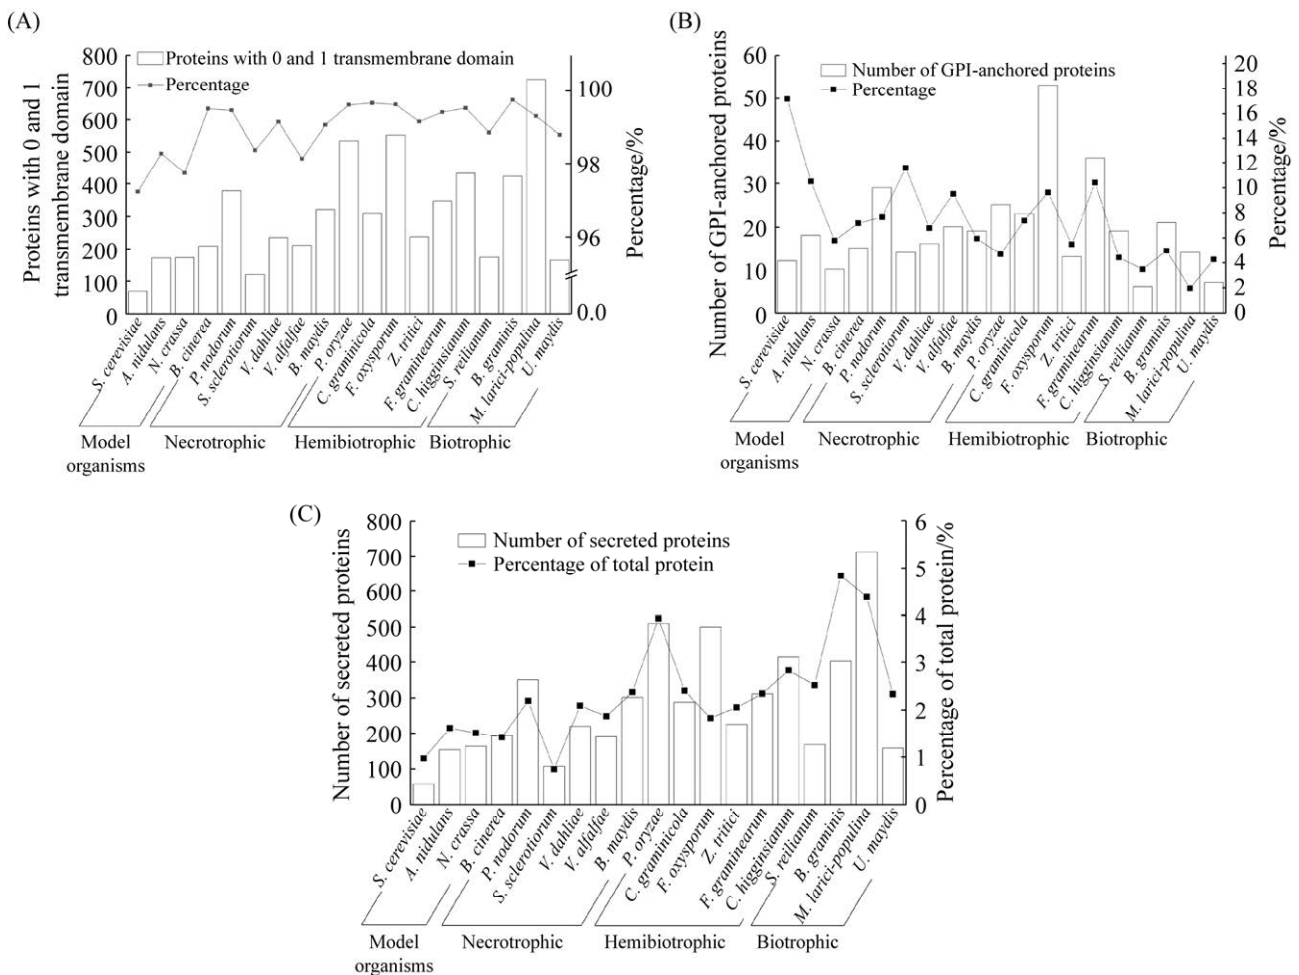 (A)
Proteins with 0 and 1
transmembrane domain
800
700
600
500
400
300
200
100
0
Proteins with 0 and 1 transmembrane domain
Percentage
100
98
96
0.0
Percentage/%
S. cerevisiae
A. nidulans
N. crassa
B. cinerea
P. nodorum
S. sclerotiorum
V. dahliae
V. alfalfae
B. maydis
P. oryzae
C. graminicola
F. oxysporum
Z. tritici
F. graminearum
C. higginsianum
S. reilianum
B. graminis
M. larici-populina
U. maydis
Model
organisms
Necrotrophic
Hemibiotrophic
Biotrophic
(B)
Number of GPI-anchored proteins
60
50
40
30
20
10
0
Number of GPI-anchored proteins
Percentage
20
18
16
14
12
10
8
6
4
2
0
Percentage/%
S. cerevisiae
A. nidulans
N. crassa
B. cinerea
P. nodorum
S. sclerotiorum
V. dahliae
V. alfalfae
B. maydis
P. oryzae
C. graminicola
F. oxysporum
Z. tritici
F. graminearum
C. higginsianum
S. reilianum
B. graminis
M. larici-populina
U. maydis
Model
organisms
Necrotrophic
Hemibiotrophic
Biotrophic
(C)
Number of secreted proteins
800
700
600
500
400
300
200
100
0
Number of secreted proteins
Percentage of total protein
6
5
4
3
2
1
0
Percentage of total protein/%
S. cerevisiae
A. nidulans
N. crassa
B. cinerea
P. nodorum
S. sclerotiorum
V. dahliae
V. alfalfae
B. maydis
P. oryzae
C. graminicola
F. oxysporum
Z. tritici
F. graminearum
C. higginsianum
S. reilianum
B. graminis
M. larici-populina
U. maydis
Model
organisms
Necrotrophic
Hemibiotrophic
Biotrophic